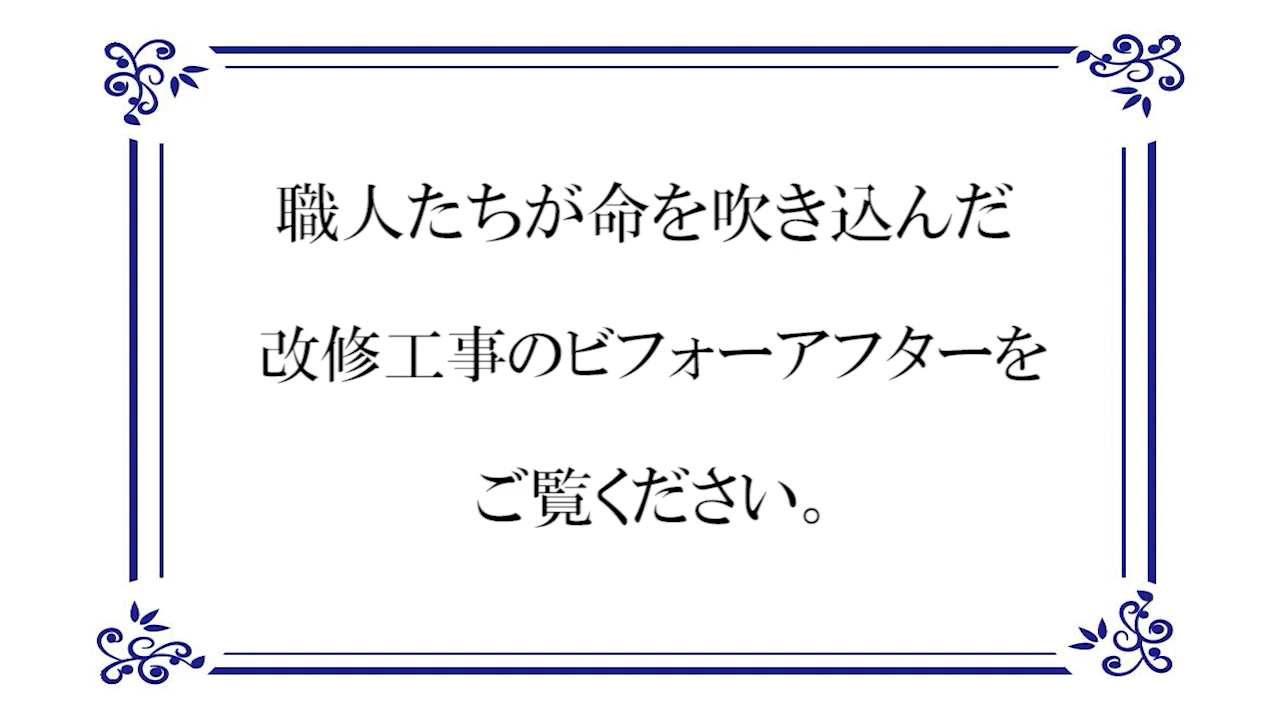 職人たちが命を吹き込んだ
改修工事のビフォーアフターを
ご覧ください。